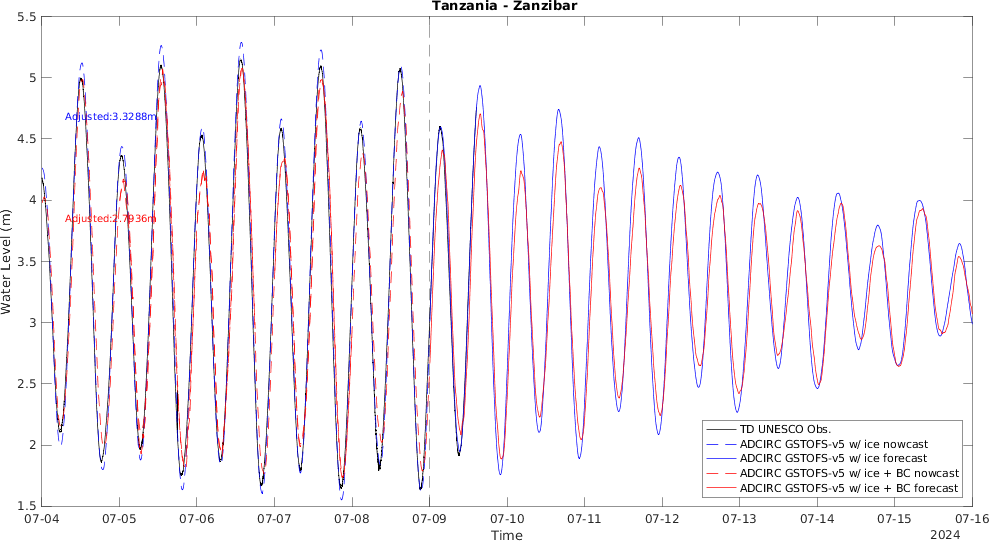 Tanzania - Zanzibar
5.5
5
4.5
4
3.5
3
2.5
2
1.5
Water Level (m)
Adjusted:3.3288m
Adjusted:2.7936m
TD UNESCO Obs.
ADCIRC GSTOFS-v5 w/ ice nowcast
ADCIRC GSTOFS-v5 w/ ice forecast
ADCIRC GSTOFS-v5 w/ ice + BC nowcast
ADCIRC GSTOFS-v5 w/ ice + BC forecast
07-04 07-05 07-06 07-07 07-08 07-09 07-10 07-11 07-12 07-13 07-14 07-15 07-16
Time
2024